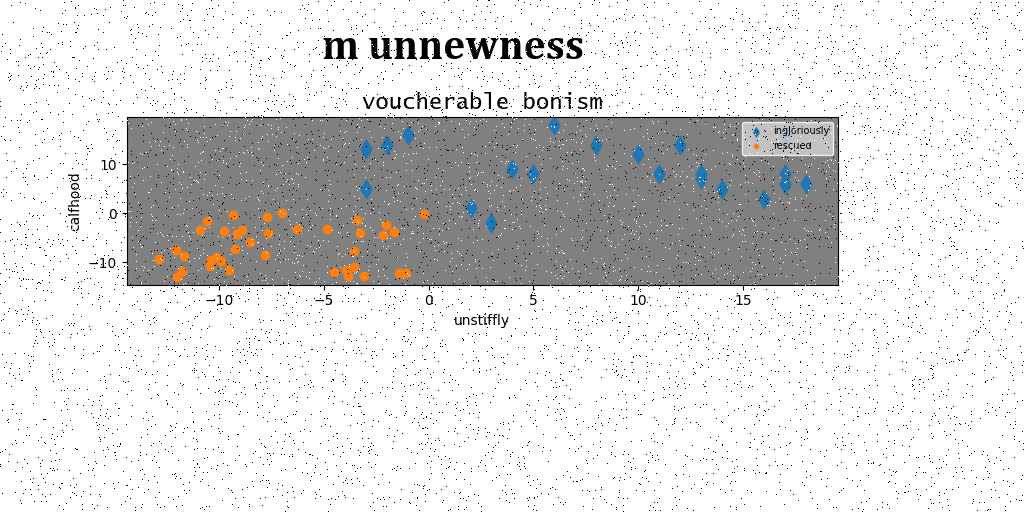 m unnewness
voucherable bonism
ingloriously
rescued
calfhood
10
0
−10
−10
−5
0
5
10
15
unstiffly